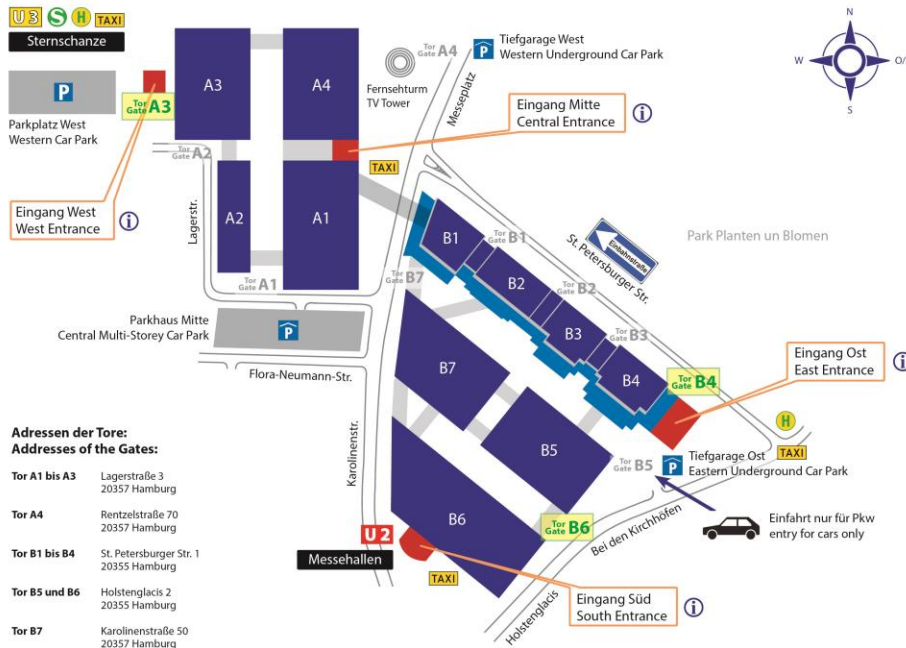 U3 S H TAXI
Sternschanze
P
Parkplatz West
Western Car Park
Tor
Gate A3
Tor
Gate A2
Eingang West
West Entrance
i
A3
A4
A2
A1
Lagerstr.
Tor
Gate A1
Fernsehturm
TV Tower
Tor
Gate A4
Messeplatz
P
Tiefgarage West
Western Underground Car Park
Eingang Mitte
Central Entrance
i
TAXI
N
W
O/E
S
B1
B2
B3
B4
Tor
Gate B1
Tor
Gate B2
Tor
Gate B3
Tor
Gate B4
Einbahnstraße
St. Petersburger Str.
Park Planten un Blomen
Eingang Ost
East Entrance
i
Parkhaus Mitte
Central Multi-Storey Car Park
P
Flora-Neumann-Str.
Tor
Gate B7
B7
B5
B6
Karolinenstr.
Tor
Gate B5
P
Tiefgarage Ost
Eastern Underground Car Park
H
TAXI
Einfahrt nur für Pkw
entry for cars only
Tor
Gate B6
Bei den Kirchhöfen
Holstenglacis
U2
Messehallen
TAXI
Eingang Süd
South Entrance
i
Adressen der Tore:
Addresses of the Gates:
Tor A1 bis A3 Lagerstraße 3
20357 Hamburg
Tor A4 Rentzelstraße 70
20357 Hamburg
Tor B1 bis B4 St. Petersburger Str. 1
20355 Hamburg
Tor B5 und B6 Holstenglacis 2
20355 Hamburg
Tor B7 Karolinenstraße 50
20357 Hamburg